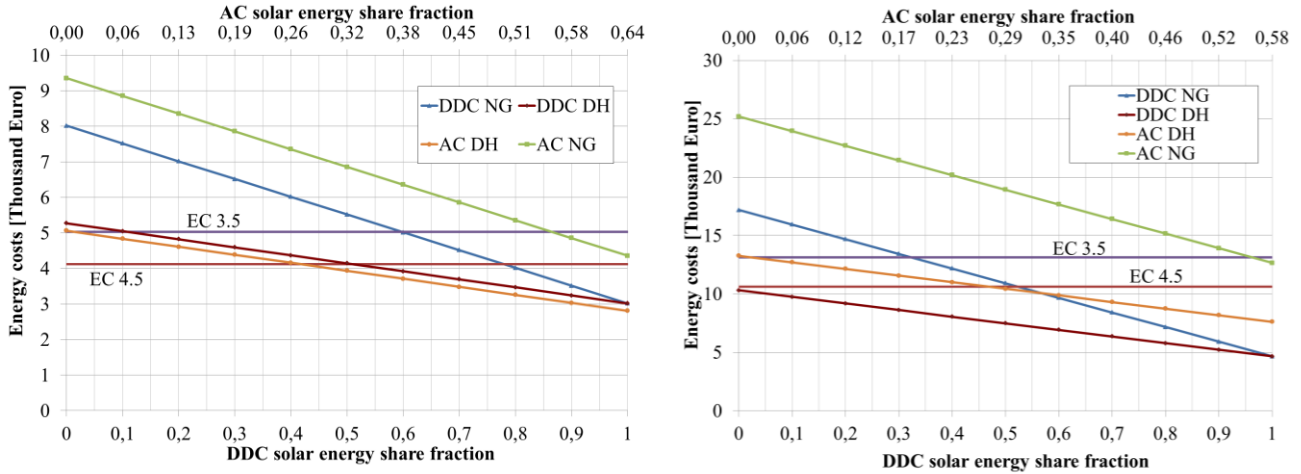 AC solar energy share fraction
0,00 0,06 0,13 0,19 0,26 0,32 0,38 0,45 0,51 0,58 0,64
10
9
8
7
6
5
4
3
2
1
0
Energy costs [Thousand Euro]
DDC NG DDC DH
AC DH AC NG
EC 3.5
EC 4.5
0 0,1 0,2 0,3 0,4 0,5 0,6 0,7 0,8 0,9 1
DDC solar energy share fraction
AC solar energy share fraction
0,00 0,06 0,12 0,17 0,23 0,29 0,35 0,40 0,46 0,52 0,58
30
25
20
15
10
5
0
Energy costs [Thousand Euro]
DDC NG
DDC DH
AC DH
AC NG
EC 3.5
EC 4.5
0 0,1 0,2 0,3 0,4 0,5 0,6 0,7 0,8 0,9 1
DDC solar energy share fraction